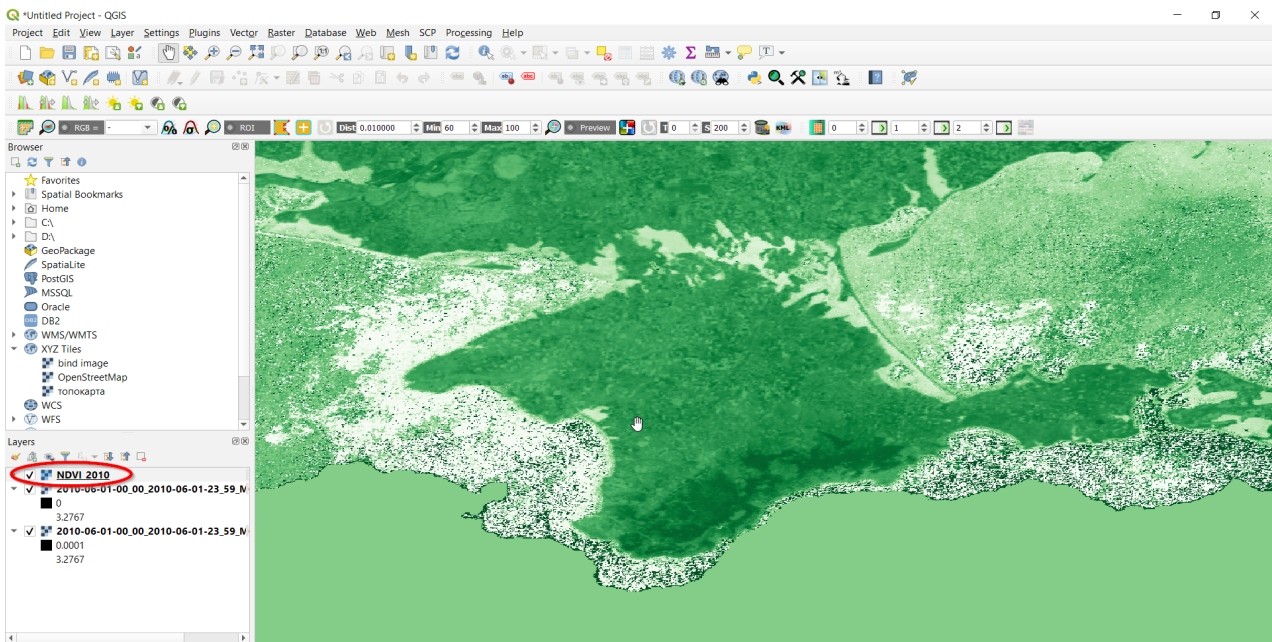 *Untitled Project - QGIS
Project Edit View Layer Settings Plugins Vector Raster Database Web Mesh SCP Processing Help
RGB = - ROI Dist 0.010000 Min 60 Max 100 Preview T 0 S 200 KML 0 1 2
Browser
Favorites
Spatial Bookmarks
Home
C:\
D:\
GeoPackage
SpatiaLite
PostGIS
MSSQL
Oracle
DB2
WMS/WMTS
XYZ Tiles
bind image
OpenStreetMap
топокарта
WCS
WFS
Layers
NDVI_2010
2010-06-01-00_00_2010-06-01-23_59_M
0
3.2767
2010-06-01-00_00_2010-06-01-23_59_M
0.0001
3.2767